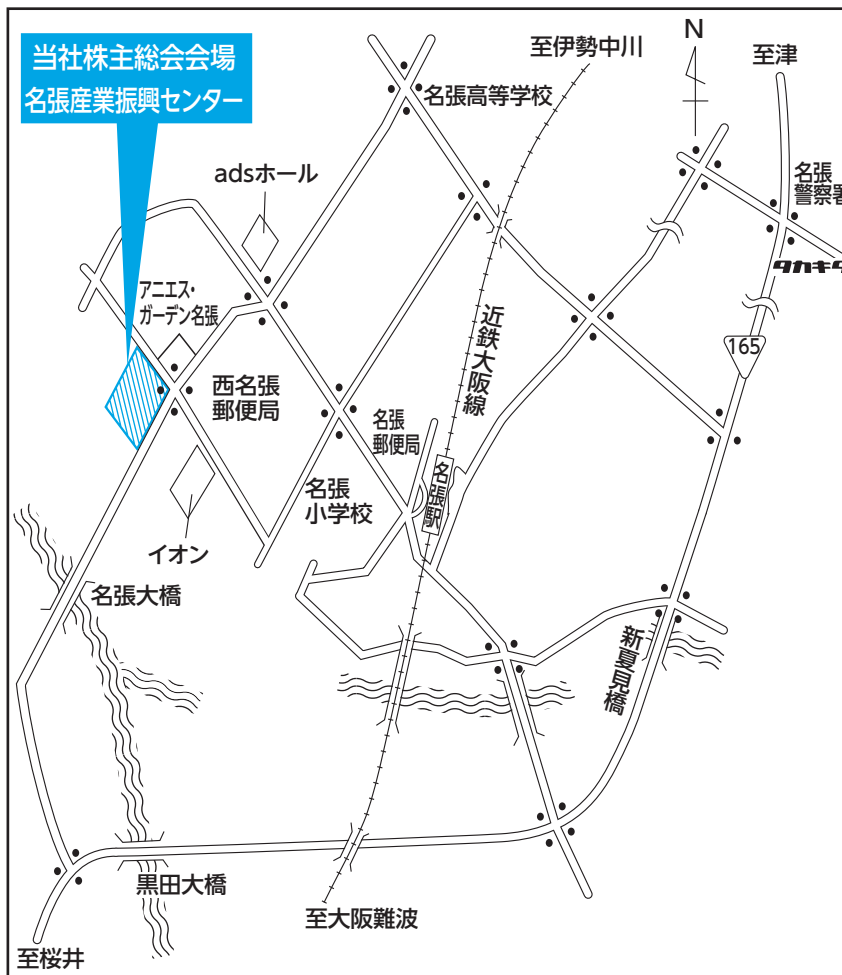 当社株主総会会場
名張産業振興センター
至伊勢中川
N
至津
名張高等学校
adsホール
名張
警察署
タカキタ
アニエス・
ガーデン名張
近鉄大阪線
165
西名張
郵便局
名張
郵便局
名張駅
名張
小学校
イオン
名張大橋
新夏見橋
黒田大橋
至大阪難波
至桜井